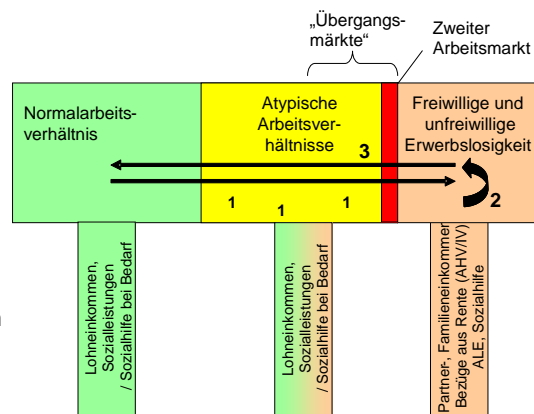 „Übergangs-
märkte“
Zweiter
Arbeitsmarkt
Normalarbeits-
verhältnis
Atypische
Arbeitsver-
hältnisse
Freiwillige und
unfreiwillige
Erwerbslosigkeit
3
2
1
1
1
Lohneinkommen,
Sozialleistungen
/ Sozialhilfe bei Bedarf
Lohneinkommen,
Sozialleistungen
/ Sozialhilfe bei Bedarf
Partner-, Familieneinkommen
Bezüge aus Rente (AHV/IV)
ALE, Sozialhilfe